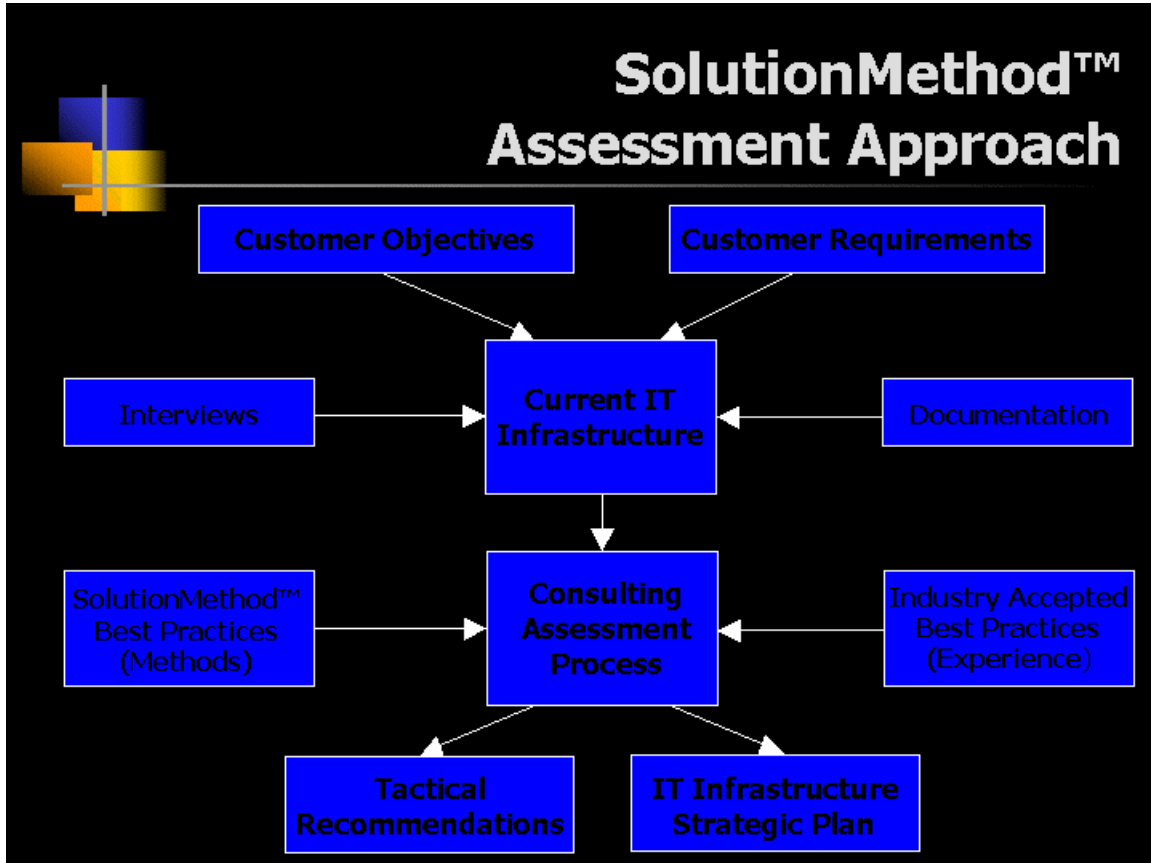 SolutionMethod™
Assessment Approach
Customer Objectives
Customer Requirements
Interviews
Current IT
Infrastructure
Documentation
SolutionMethod™
Best Practices
(Methods)
Consulting
Assessment
Process
Industry Accepted
Best Practices
(Experience)
Tactical
Recommendations
IT Infrastructure
Strategic Plan